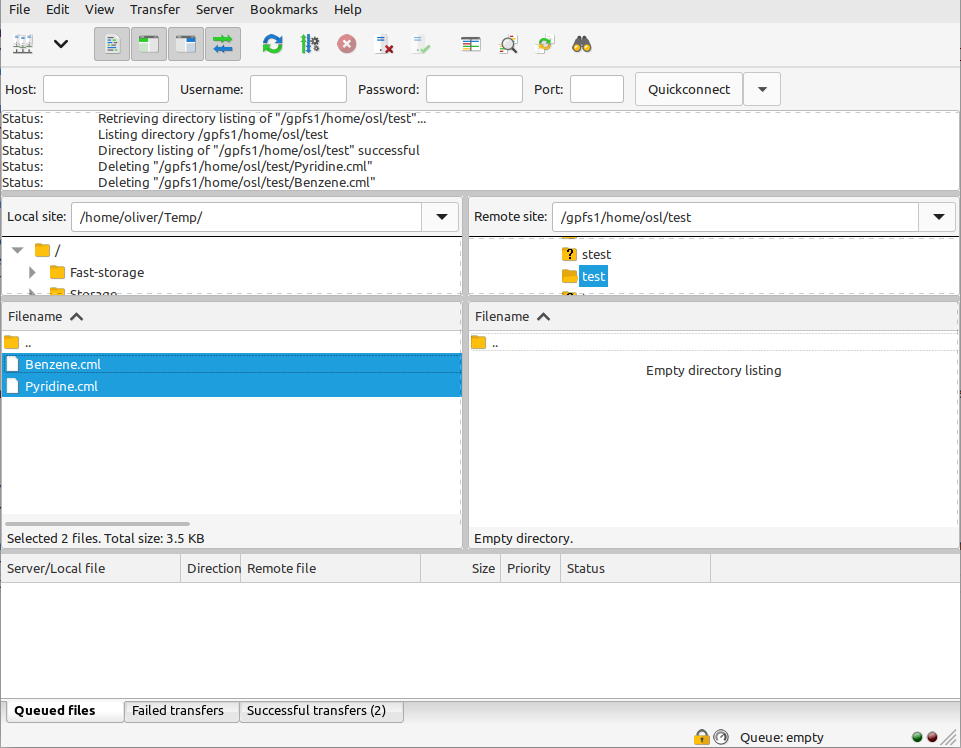 File Edit View Transfer Server Bookmarks Help
Host: Username: Password: Port: Quickconnect
Status: Retrieving directory listing of "/gpfs1/home/osl/test"...
Status: Listing directory /gpfs1/home/osl/test
Status: Directory listing of "/gpfs1/home/osl/test" successful
Status: Deleting "/gpfs1/home/osl/test/Pyridine.cml"
Status: Deleting "/gpfs1/home/osl/test/Benzene.cml"
Local site: /home/oliver/Temp/
/
Fast-storage
Storage
Filename
..
Benzene.cml
Pyridine.cml
Selected 2 files. Total size: 3.5 KB
Remote site: /gpfs1/home/osl/test
stest
test
Filename
..
Empty directory listing
Empty directory.
Server/Local file Direction Remote file Size Priority Status
Queued files Failed transfers Successful transfers (2)
Queue: empty